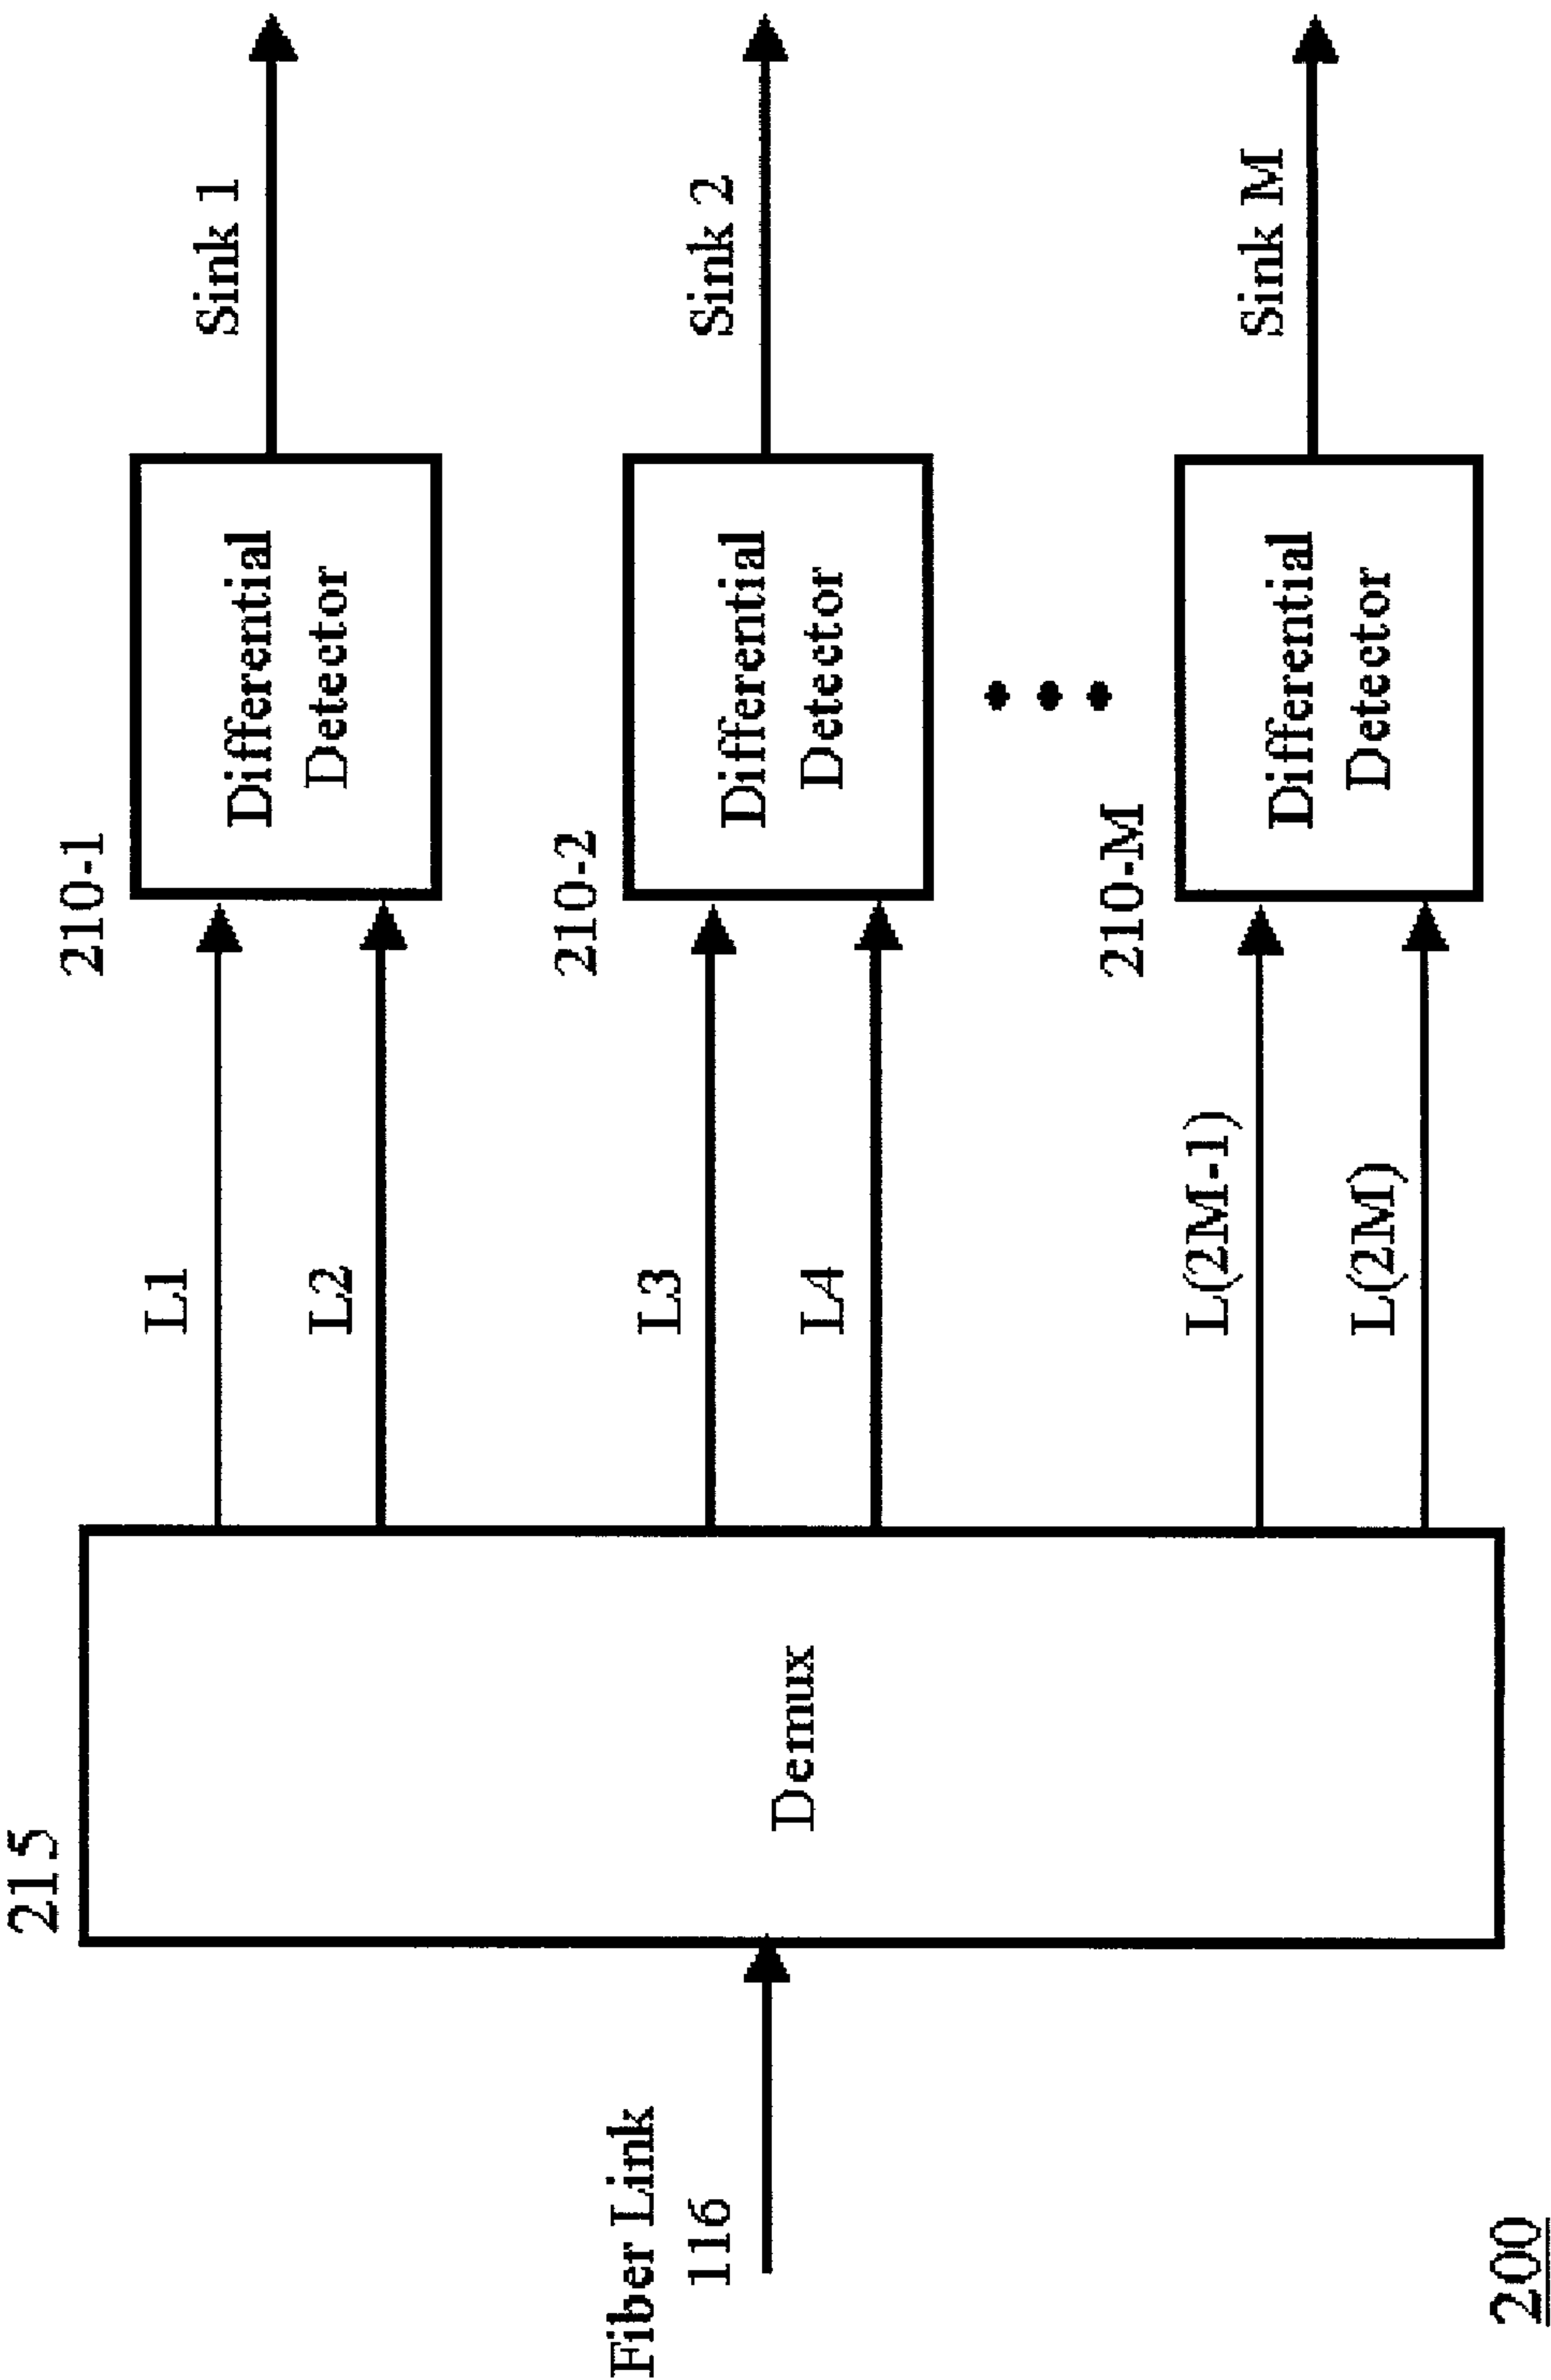 Fiber Link
116
215
Demux
L1
L2
L3
L4
L(2M-1)
L(2M)
210-1
Differential
Detector
Sink 1
210-2
Differential
Detector
Sink 2
210-M
Differential
Detector
Sink M
200